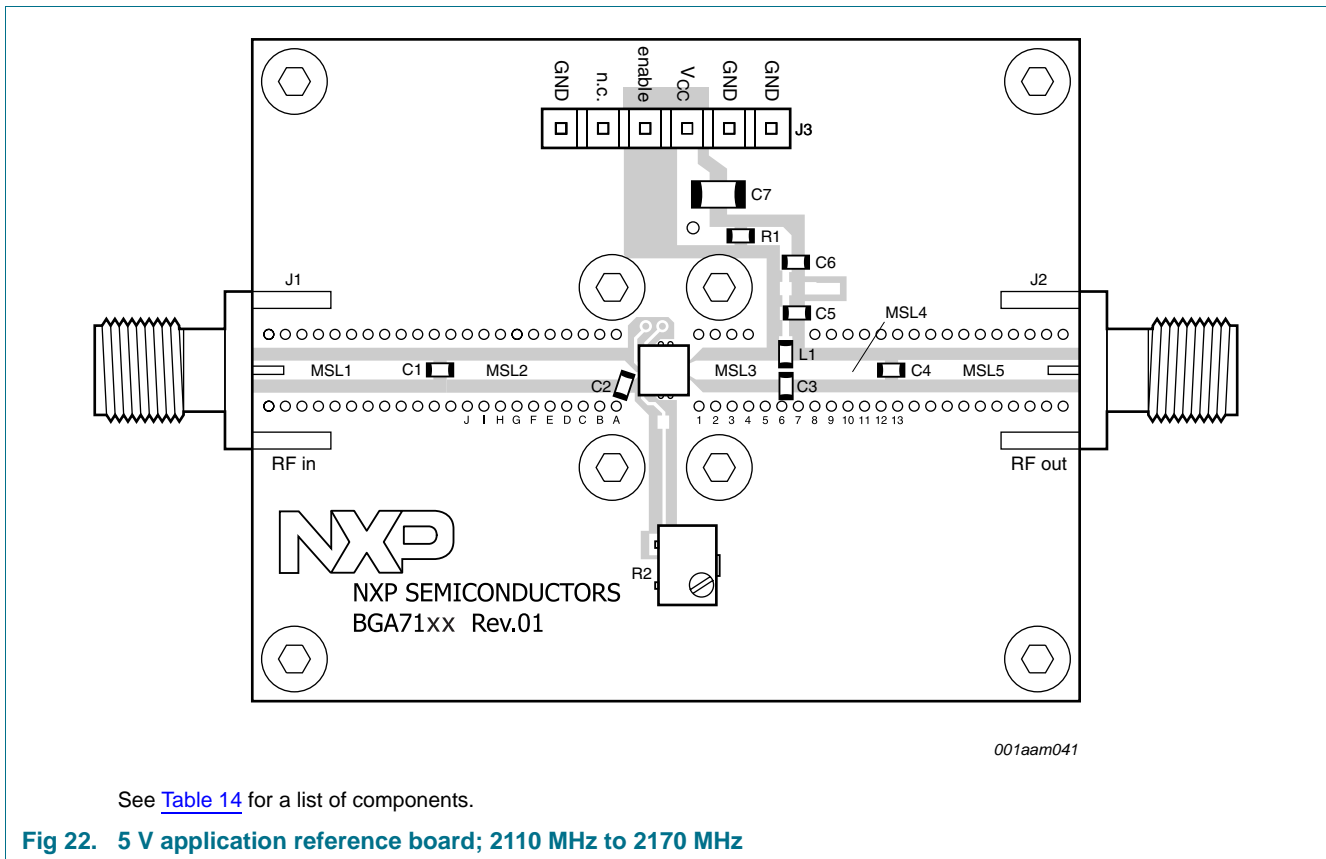 GND n.c. enable VCC GND GND
J3
C7
R1
C6
J1
J2
C5
MSL4
L1
MSL1 C1 MSL2 MSL3 C4 MSL5
C2 C3
J I H G F E D C B A 1 2 3 4 5 6 7 8 9 10 11 12 13
RF in
RF out
NXP
R2
NXP SEMICONDUCTORS
BGA71xx Rev.01
001aam041
See Table 14 for a list of components.
Fig 22. 5 V application reference board; 2110 MHz to 2170 MHz